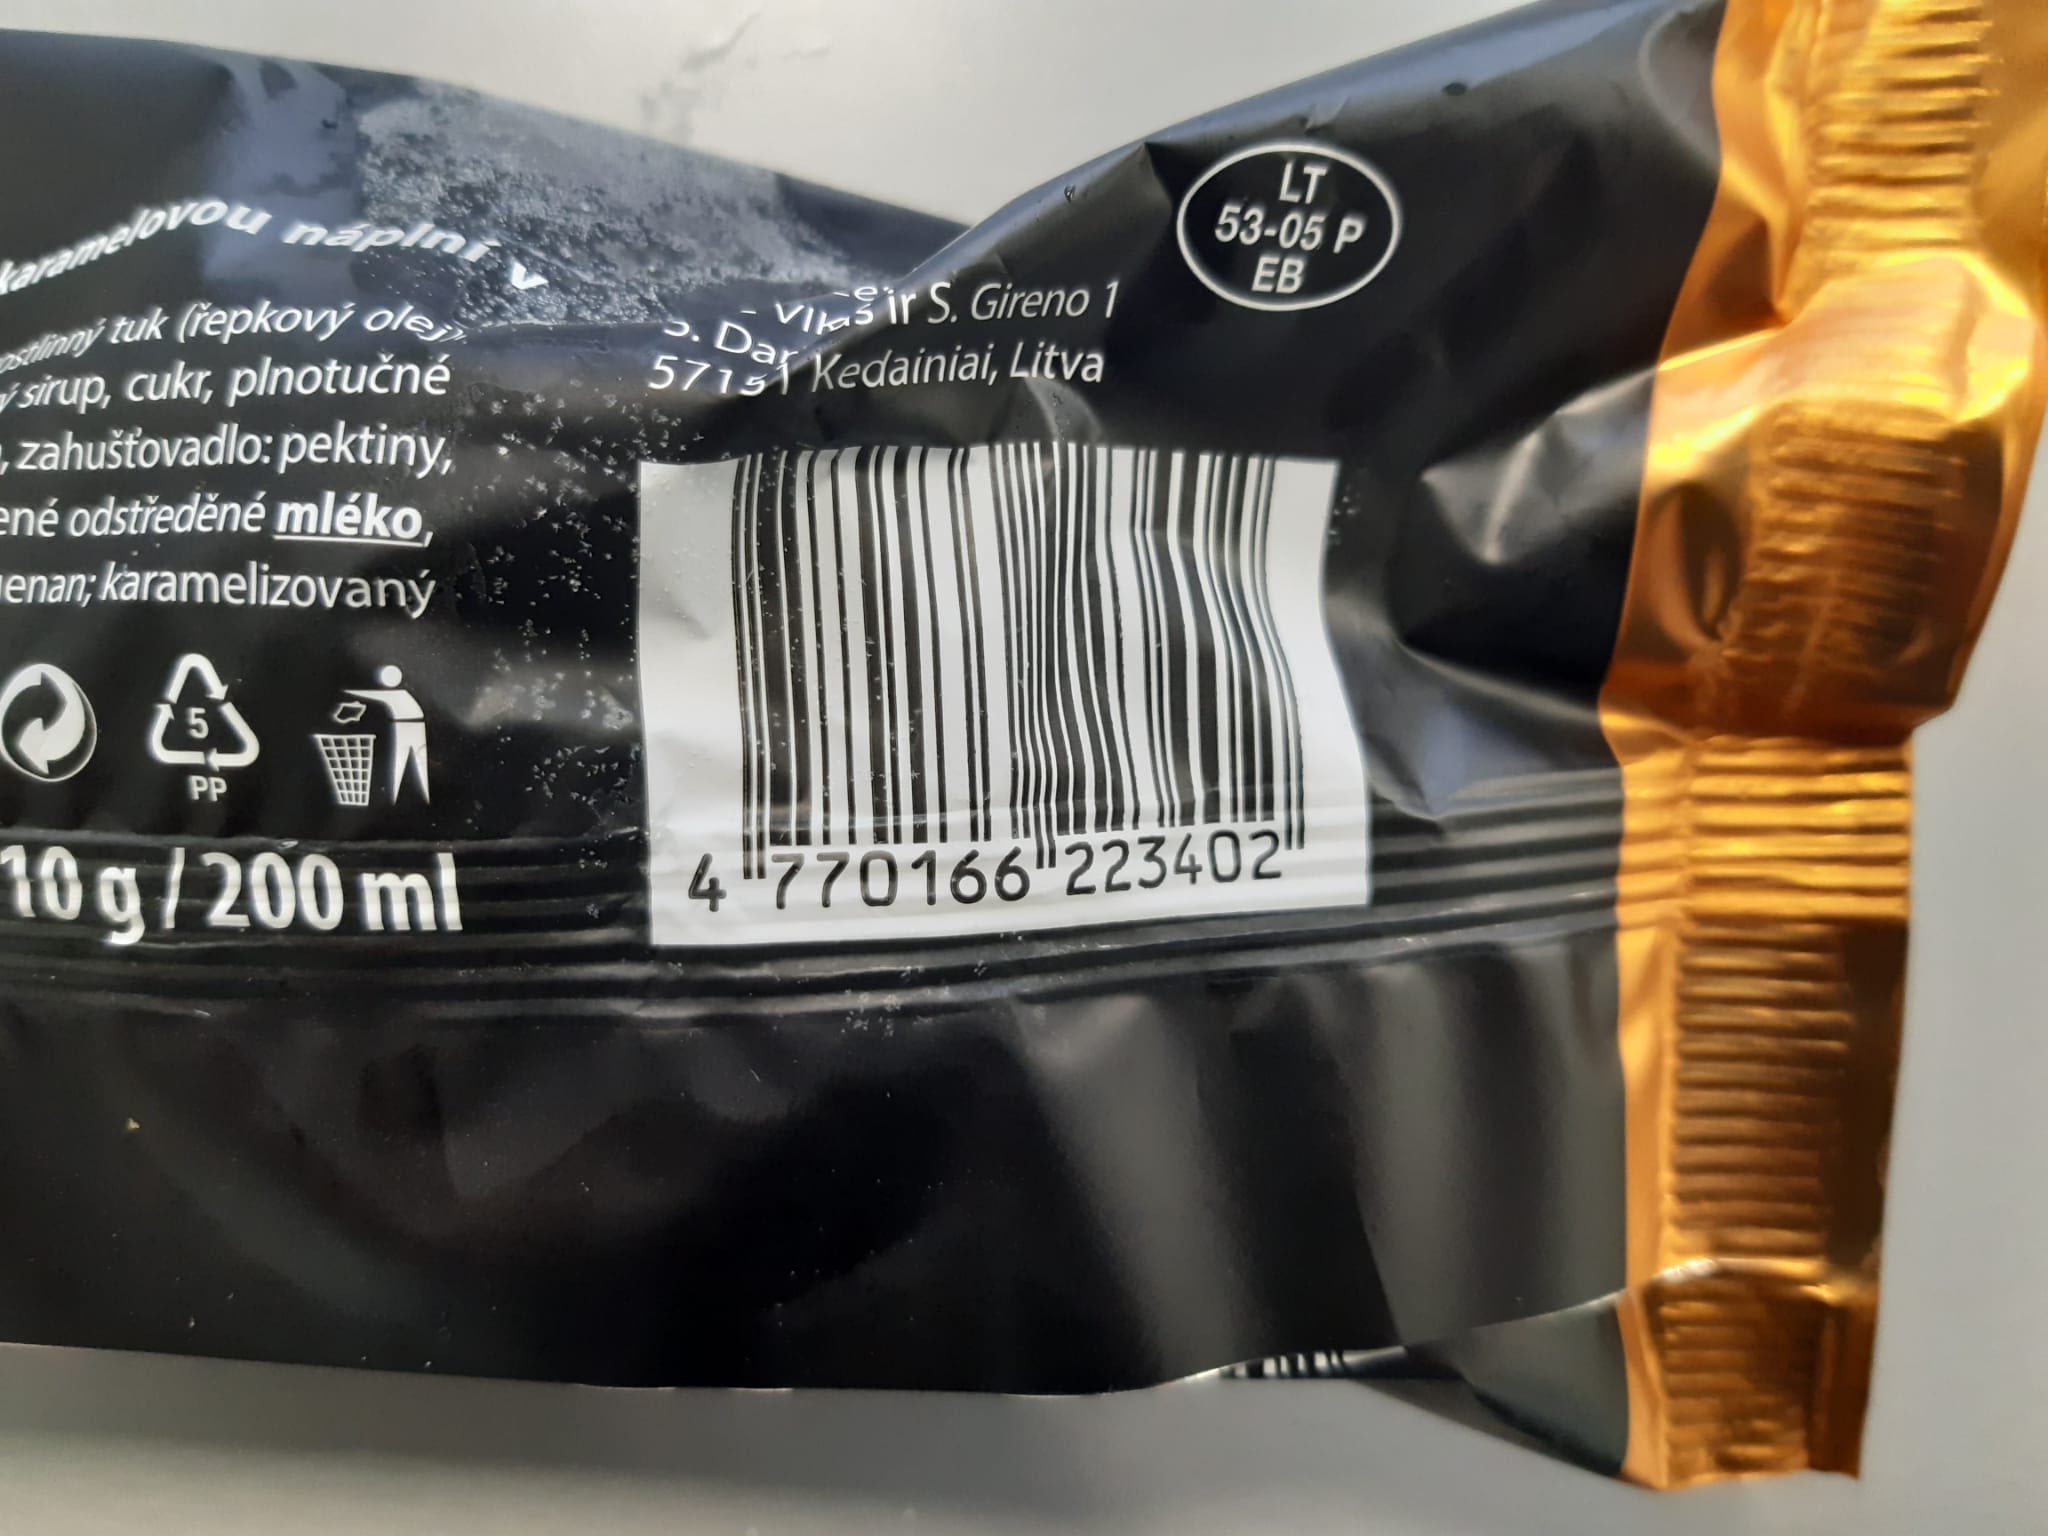 karamelovou náplní v
tuk (řepkový olej),
sirup, cukr, plnotučné
zahušťovadlo: pektiny,
odstředěné mléko,
karamelizovaný
5
PP
10 g / 200 ml
ir S. Gireno 1
Kedainiai, Litva
LT
53-05 P
EB
4 770166 223402